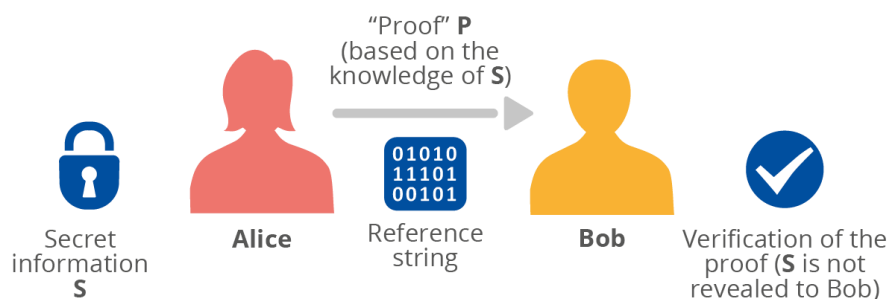 “Proof” P
(based on the
knowledge of S)
01010
11101
00101
Secret
information
S
Alice
Reference
string
Bob
Verification of the
proof (S is not
revealed to Bob)